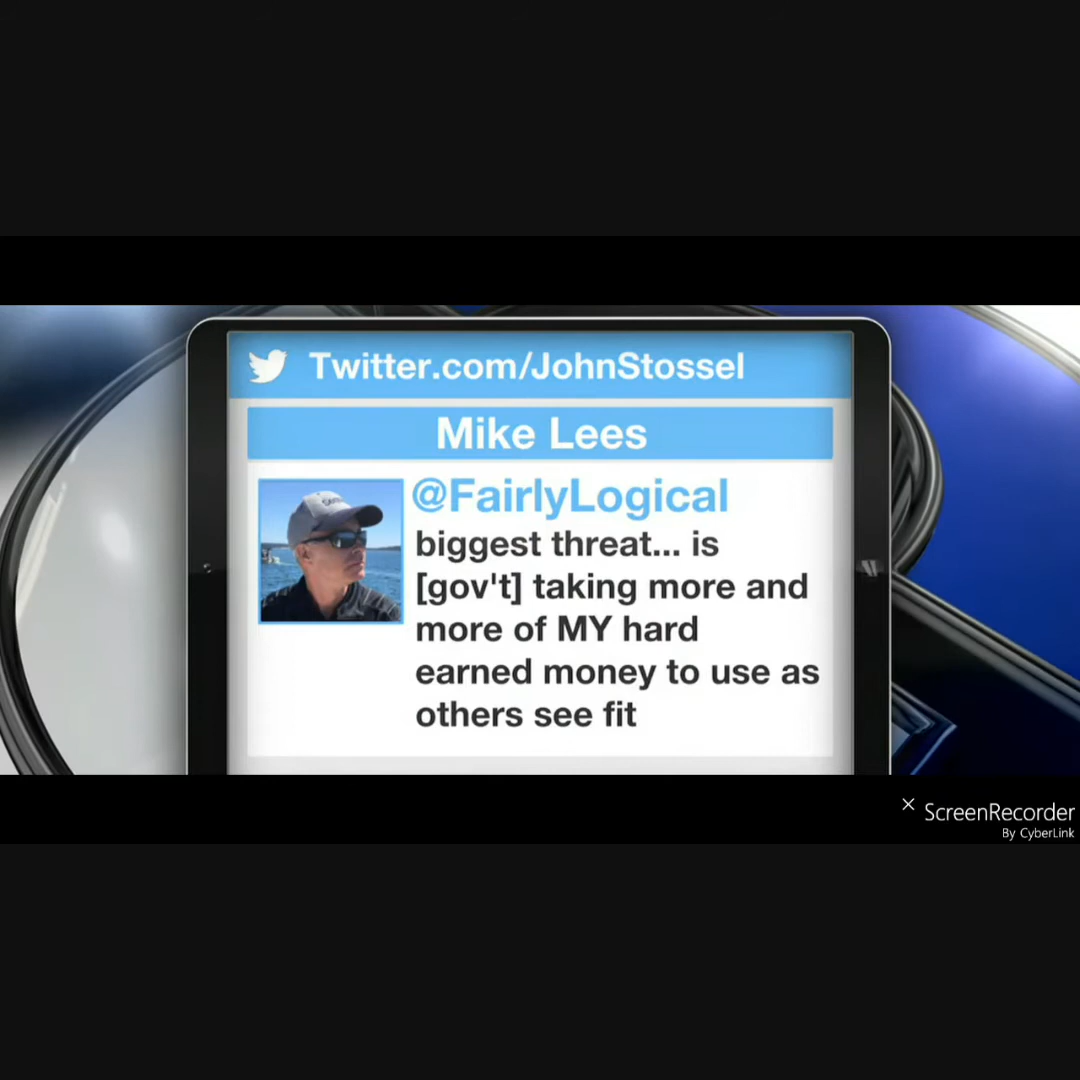 Twitter.com/JohnStossel
Mike Lees
@FairlyLogical
biggest threat... is
[gov't] taking more and
more of MY hard
earned money to use as
others see fit
ScreenRecorder
By CyberLink